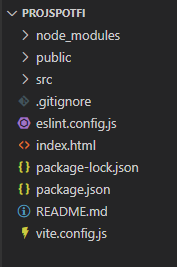 PROJSPOTFI
node_modules
public
src
.gitignore
eslint.config.js
index.html
package-lock.json
package.json
README.md
vite.config.js